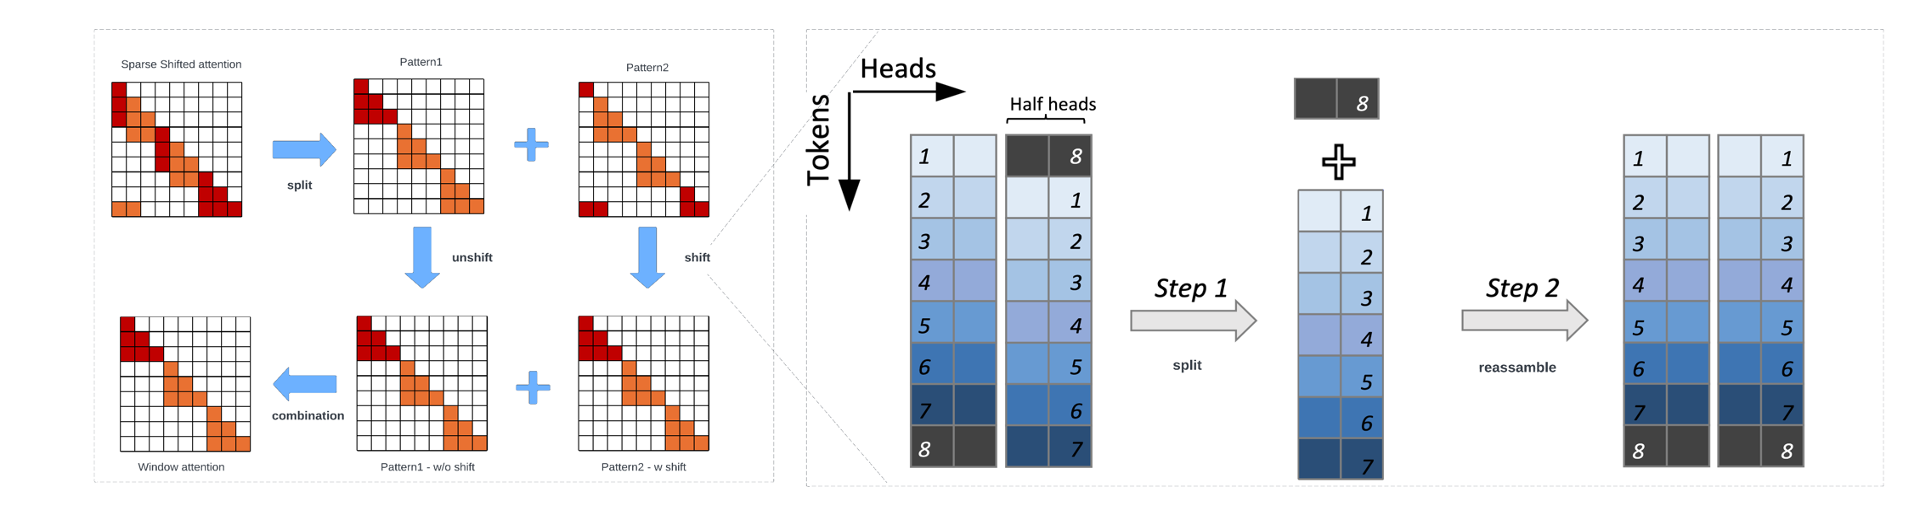 Sparse Shifted attention
Pattern1
Pattern2
split
unshift
shift
combination
Window attention
Pattern1 - w/o shift
Pattern2 - w shift
Heads
Tokens
Half heads
1
2
3
4
5
6
7
8
8
1
2
3
4
5
6
7
Step 1
split
8
1
2
3
4
5
6
7
Step 2
reassamble
1 1
2 2
3 3
4 4
5 5
6 6
7 7
8 8